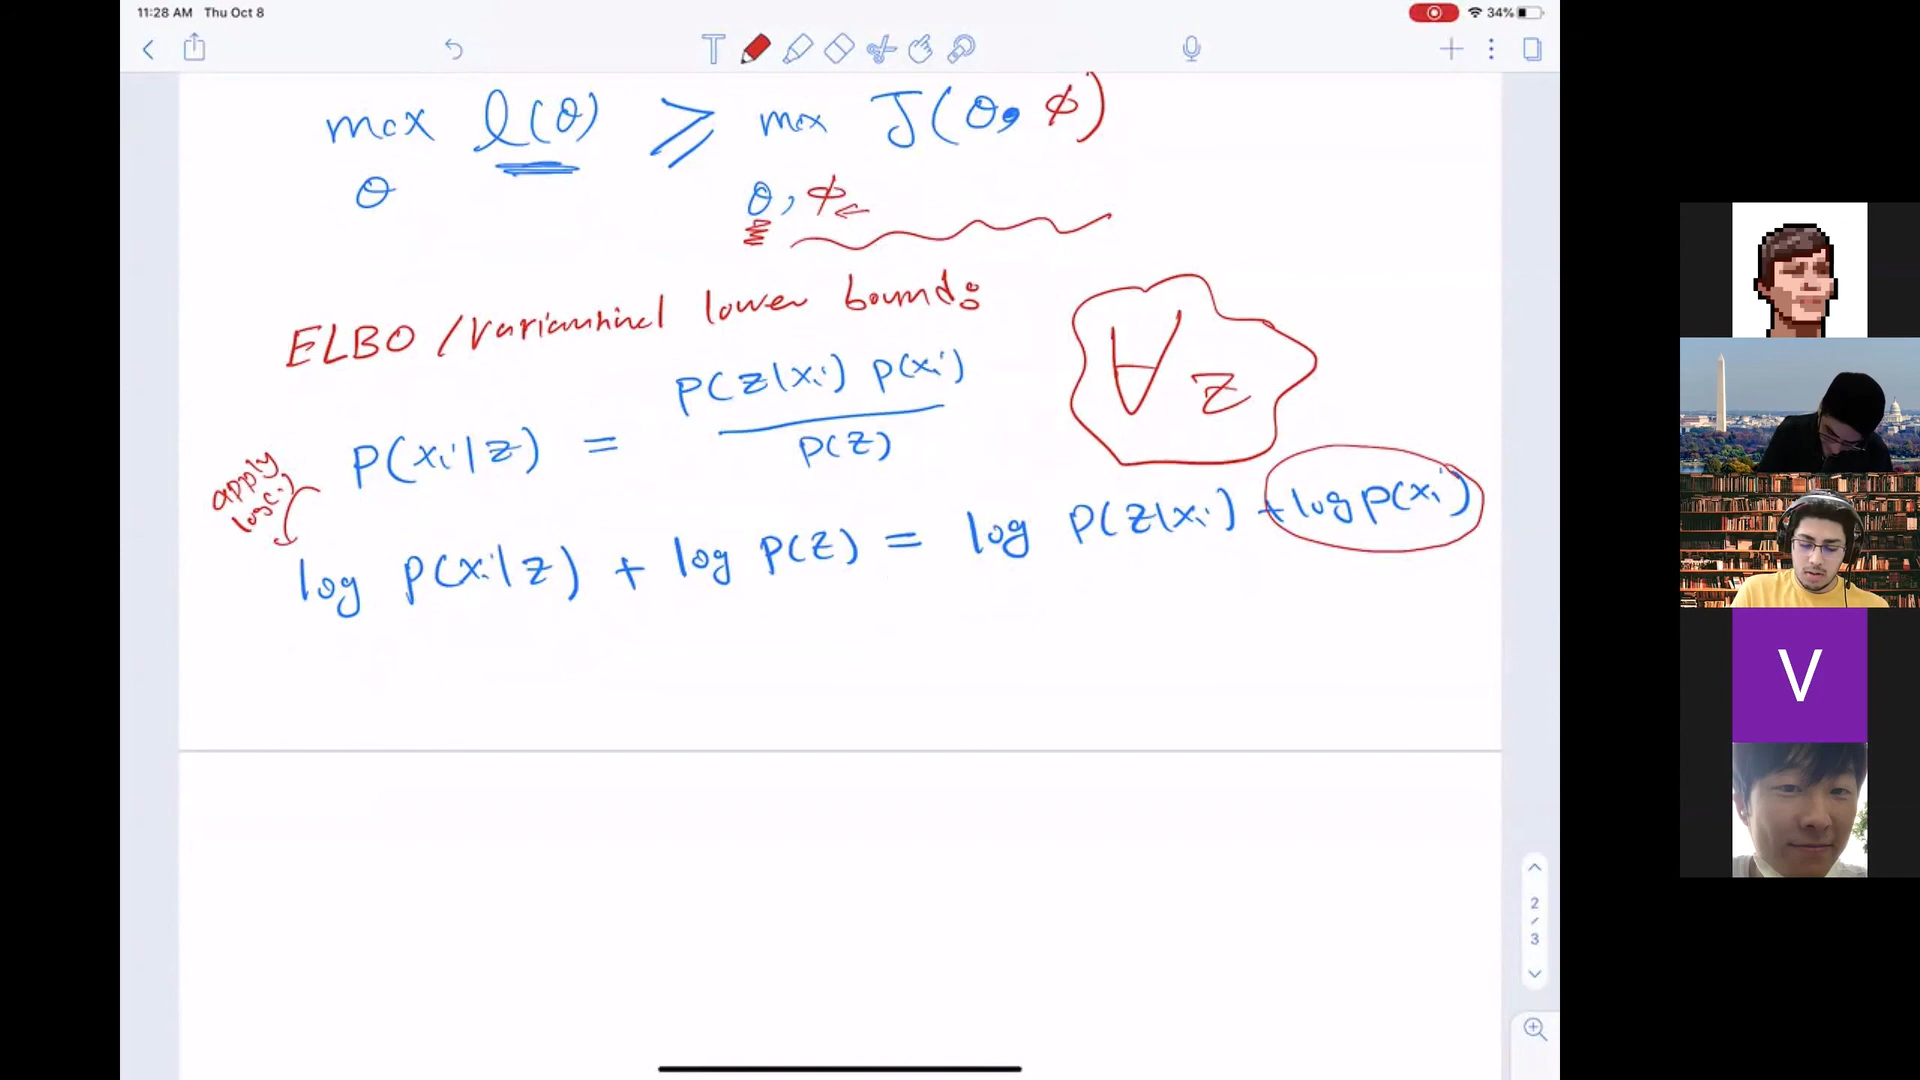 11:28 AM Thu Oct 8 34%
max l(θ) ⩾ max J(θ, ϕ)
θ θ, ϕ
ELBO / variational lower bound:
∀ z
P(z|xi) P(xi)
P(xi|z) =
P(z)
apply
log(.)
log P(xi|z) + log P(z) = log P(z|xi) + log P(xi)
V
2
/
3